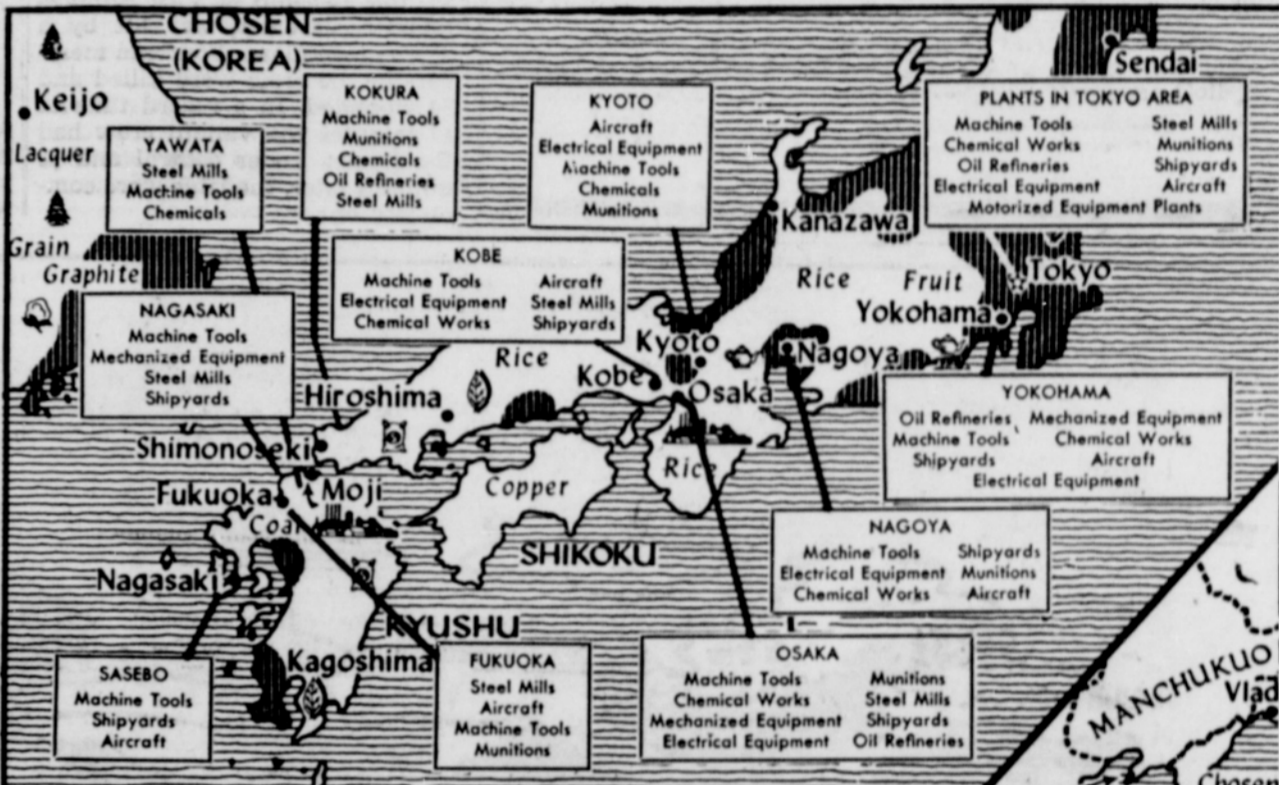 CHOSEN
(KOREA)
Keijo
Lacquer
Grain
Graphite
YAWATA
Steel Mills
Machine Tools
Chemicals
KOKURA
Machine Tools
Munitions
Chemicals
Oil Refineries
Steel Mills
KYOTO
Aircraft
Electrical Equipment
Machine Tools
Chemicals
Munitions
Sendai
PLANTS IN TOKYO AREA
Machine Tools Steel Mills
Chemical Works Munitions
Oil Refineries Shipyards
Electrical Equipment Aircraft
Motorized Equipment Plants
KOBE
Machine Tools Aircraft
Electrical Equipment Steel Mills
Chemical Works Shipyards
Kanazawa
Rice Fruit
Tokyo
Yokohama
NAGASAKI
Machine Tools
Mechanized Equipment
Steel Mills
Shipyards
Rice
Kyoto
Nagoya
Kobe
Osaka
Hiroshima
Shimonoseki
Rice
YOKOHAMA
Oil Refineries Mechanized Equipment
Machine Tools Chemical Works
Shipyards Aircraft
Electrical Equipment
Fukuoka
Moji
Coal
Copper
SHIKOKU
Nagasaki
NAGOYA
Machine Tools Shipyards
Electrical Equipment Munitions
Chemical Works Aircraft
KYUSHU
Kagoshima
SASEBO
Machine Tools
Shipyards
Aircraft
FUKUOKA
Steel Mills
Aircraft
Machine Tools
Munitions
OSAKA
Machine Tools Munitions
Chemical Works Steel Mills
Mechanized Equipment Shipyards
Electrical Equipment Oil Refineries
MANCHUKUO
Vlad
Chosen